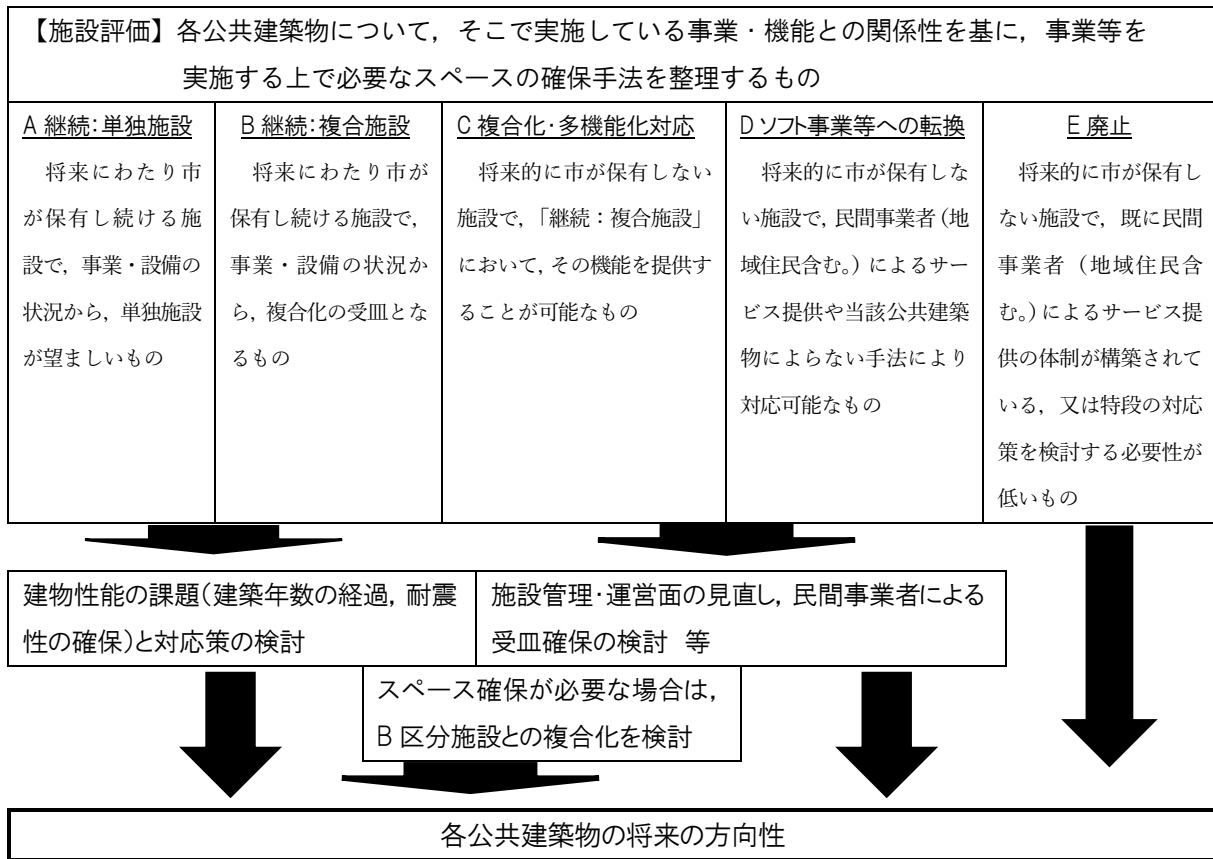 【施設評価】各公共建築物について，そこで実施している事業・機能との関係性を基に，事業等を
実施する上で必要なスペースの確保手法を整理するもの
A 継続：単独施設
将来にわたり市
が保有し続ける施
設で，事業・設備の
状況から，単独施設
が望ましいもの
B 継続：複合施設
将来にわたり市が
保有し続ける施設で，
事業・設備の状況か
ら，複合化の受皿とな
るもの
C 複合化・多機能化対応
将来的に市が保有しない
施設で，「継続：複合施設」
において，その機能を提供す
ることが可能なもの
D ソフト事業等への転換
将来的に市が保有しな
い施設で，民間事業者（地
域住民含む。）によるサー
ビス提供や当該公共建築
物によらない手法により
対応可能なもの
E 廃止
将来的に市が保有し
ない施設で，既に民間
事業者（地域住民含
む。）によるサービス提
供の体制が構築されて
いる，又は特段の対応
策を検討する必要性が
低いもの
建物性能の課題（建築年数の経過，耐震
性の確保）と対応策の検討
施設管理・運営面の見直し，民間事業者による
受皿確保の検討 等
スペース確保が必要な場合は，
B 区分施設との複合化を検討
各公共建築物の将来の方向性